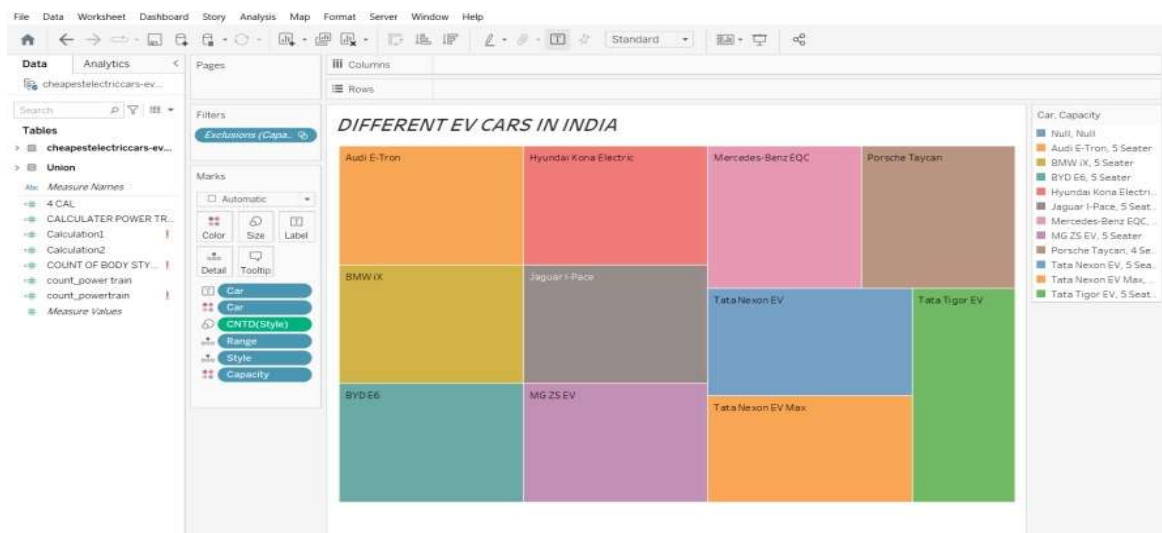 File Data Worksheet Dashboard Story Analysis Map Format Server Window Help
Standard
Data Analytics
cheapestelectriccars-ev...
Search
Tables
cheapestelectriccars-ev...
Union
Abc Measure Names
4 CAL
CALCULATER POWER TR...
Calculation1
Calculation2
COUNT OF BODY STY...
count_power train
count_powertrain
Measure Values
Pages
Filters
Exclusions (Capa...
Marks
Automatic
Color Size Label
Detail Tooltip
Car
Car
CNTD(Style)
Range
Style
Capacity
Columns
Rows
DIFFERENT EV CARS IN INDIA
Audi E-Tron
Hyundai Kona Electric
Mercedes-Benz EQC
Porsche Taycan
BMW iX
Jaguar I-Pace
Tata Nexon EV
Tata Tigor EV
BYD E6
MG ZS EV
Tata Nexon EV Max
Car, Capacity
Null, Null
Audi E-Tron, 5 Seater
BMW iX, 5 Seater
BYD E6, 5 Seater
Hyundai Kona Electri...
Jaguar I-Pace, 5 Seat...
Mercedes-Benz EQC, ...
MG ZS EV, 5 Seater
Porsche Taycan, 4 Se...
Tata Nexon EV, 5 Sea...
Tata Nexon EV Max, ...
Tata Tigor EV, 5 Seat...